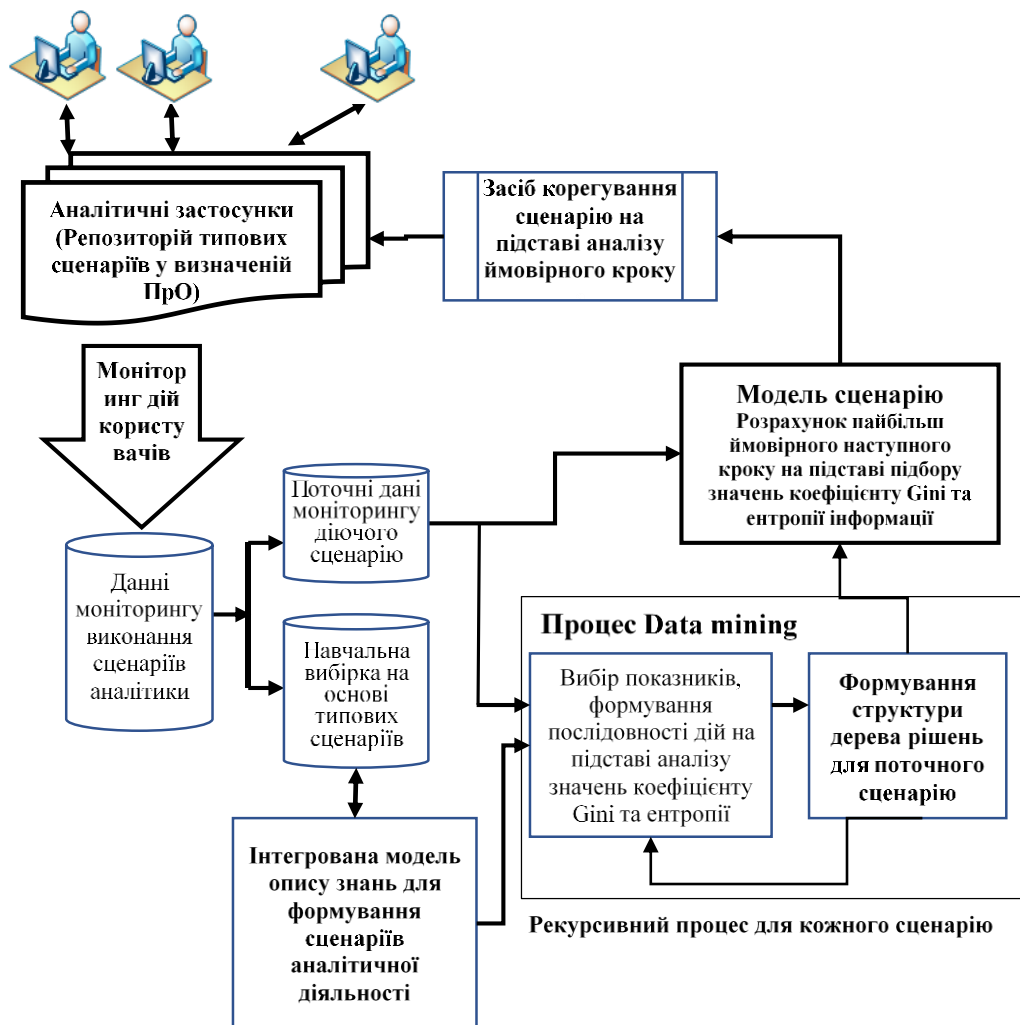 Аналітичні застосунки
(Репозиторій типових
сценаріїв у визначеній
ПрО)
Засіб корегування
сценарію на
підставі аналізу
ймовірного кроку
Монітор
инг дій
користу
вачів
Модель сценарію
Розрахунок найбільш
ймовірного наступного
кроку на підставі підбору
значень коефіцієнту Gini та
ентропії інформації
Поточні дані
моніторингу
діючого
сценарію
Данні
моніторингу
виконання
сценаріїв
аналітики
Навчальна
вибірка на
основі
типових
сценаріїв
Процес Data mining
Вибір показників,
формування
послідовності дій на
підставі аналізу
значень коефіцієнту
Gini та ентропії
Формування
структури
дерева рішень
для поточного
сценарію
Інтегрована модель
опису знань для
формування
сценаріїв
аналітичної
діяльності
Рекурсивний процес для кожного сценарію